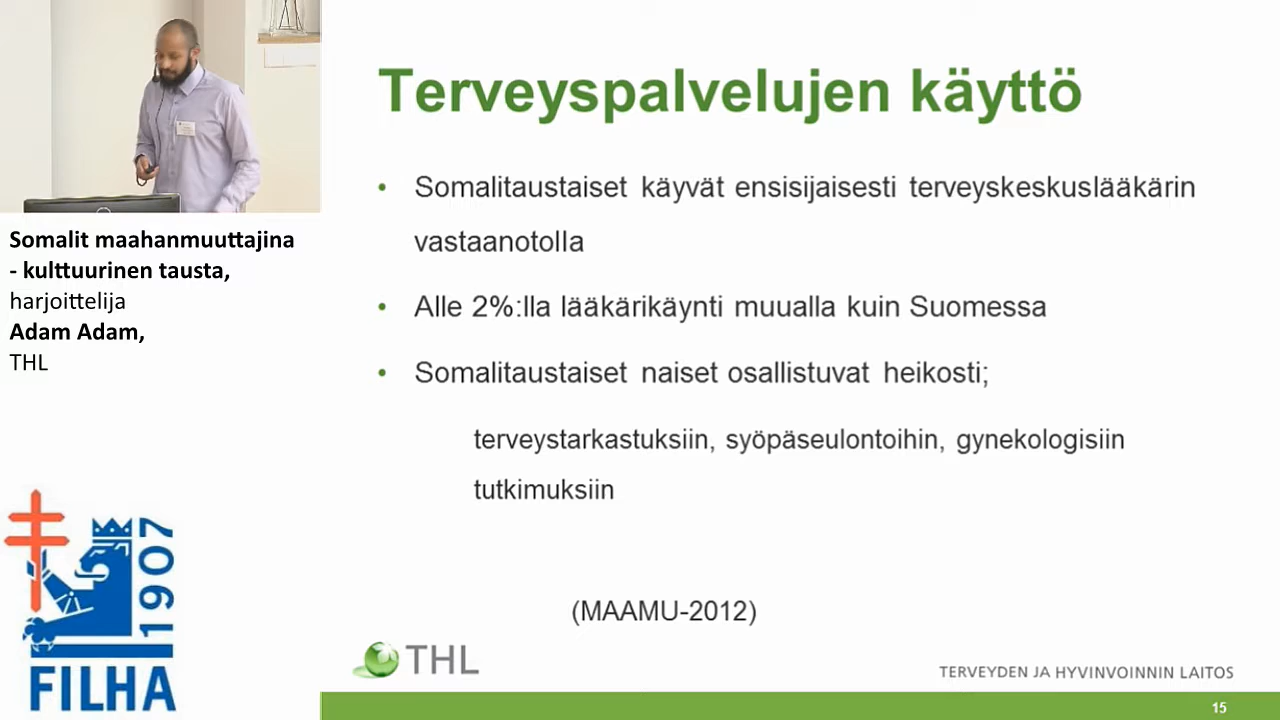 Terveyspalvelujen käyttö
• Somalitaustaiset käyvät ensisijaisesti terveyskeskuslääkärin
vastaanotolla
• Alle 2%:lla lääkärikäynti muualla kuin Suomessa
• Somalitaustaiset naiset osallistuvat heikosti;
terveystarkastuksiin, syöpäseulontoihin, gynekologisiin
tutkimuksiin
(MAAMU-2012)
THL
TERVEYDEN JA HYVINVOINNIN LAITOS
15
Somalit maahanmuuttajina
- kulttuurinen tausta,
harjoittelija
Adam Adam,
THL
1907
FILHA